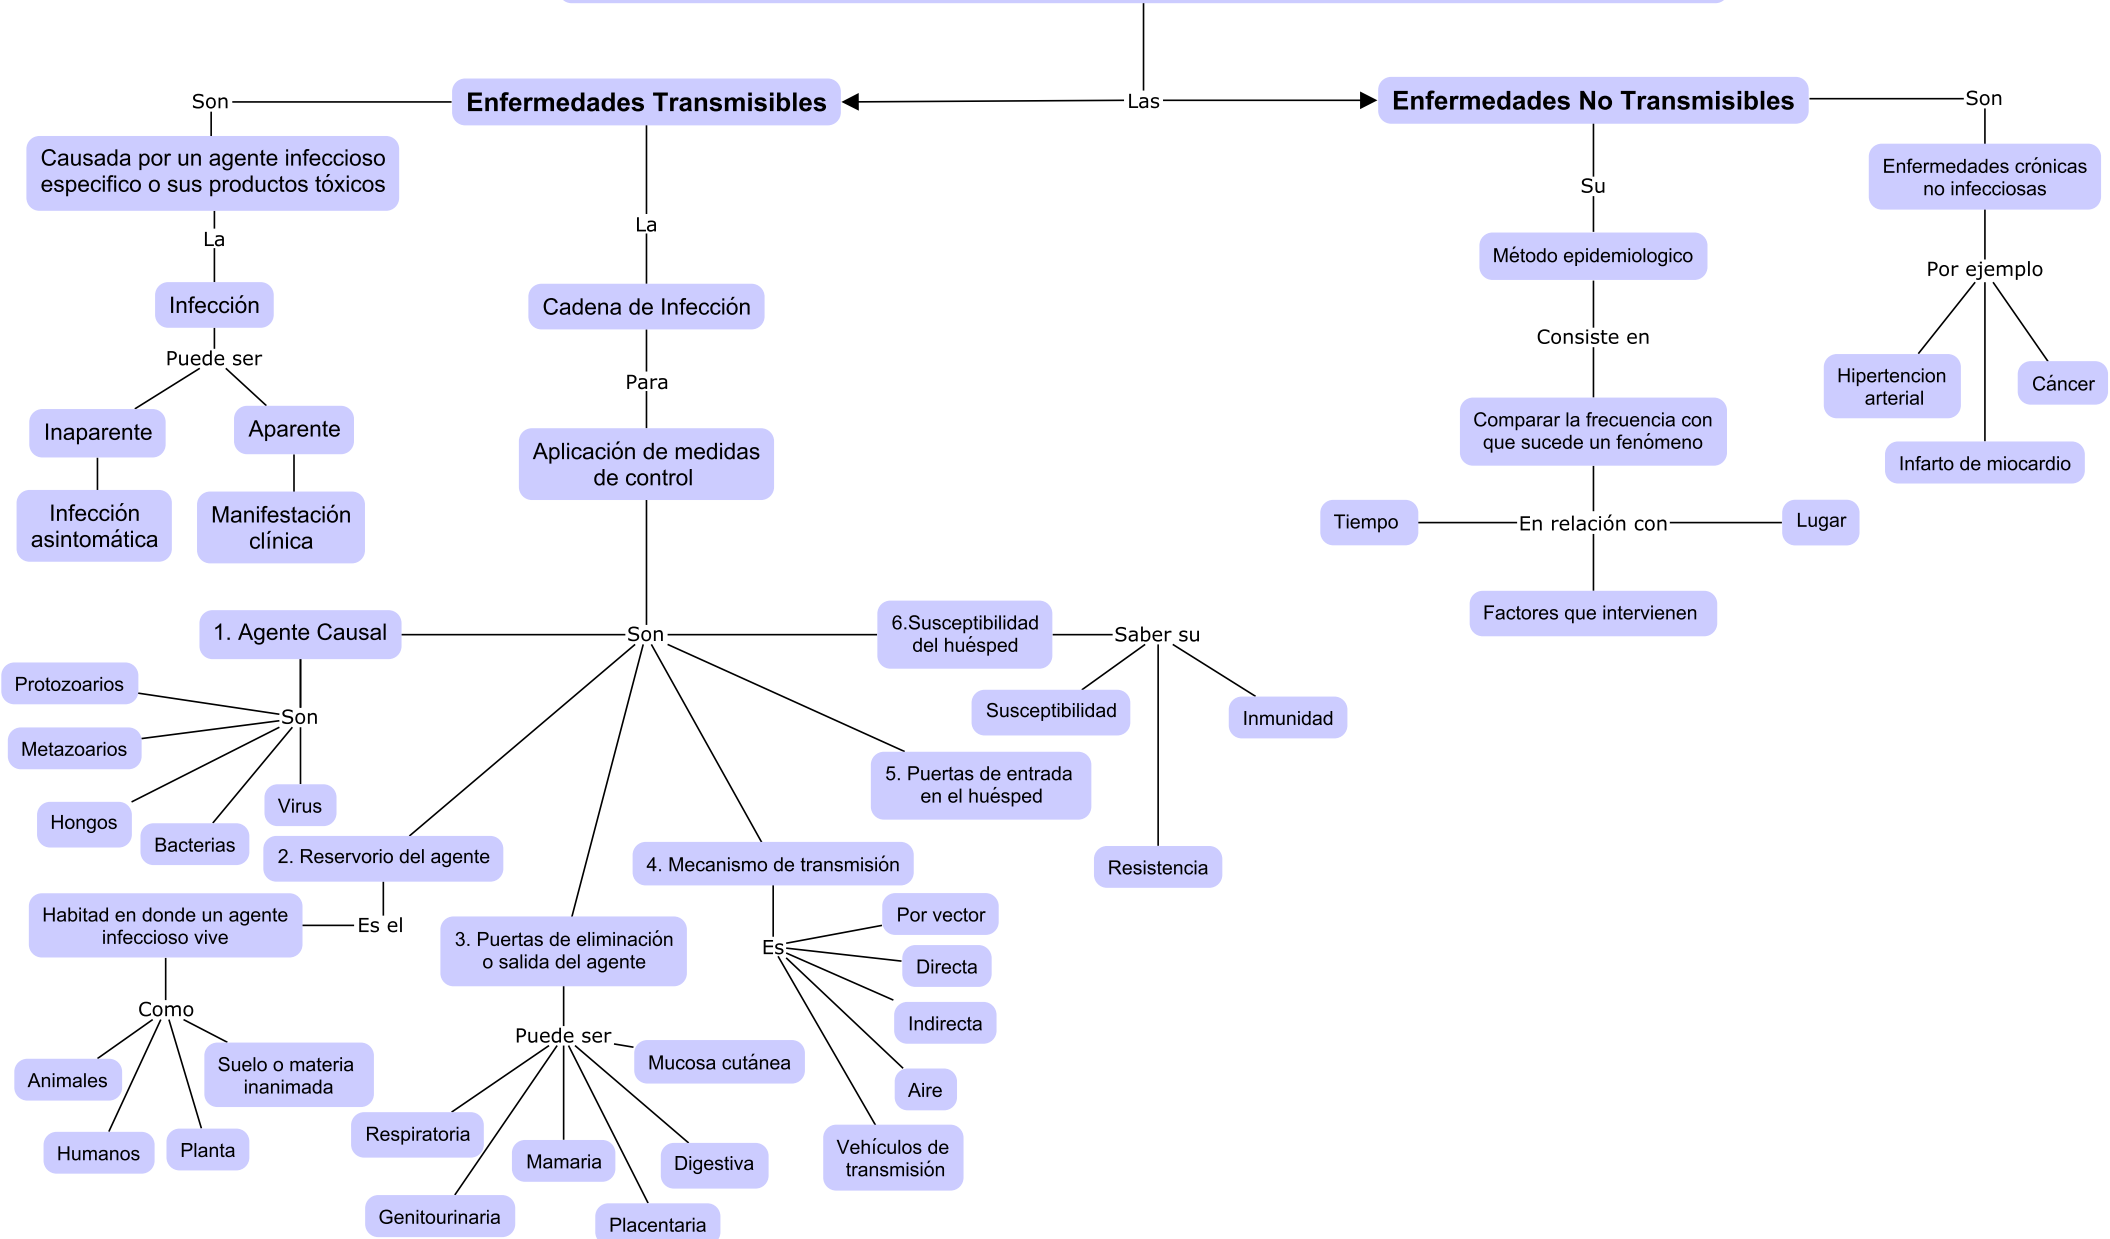 Las
Enfermedades Transmisibles
Son
Causada por un agente infeccioso
especifico o sus productos tóxicos
La
Infección
Puede ser
Inaparente
Infección
asintomática
Aparente
Manifestación
clínica
La
Cadena de Infección
Para
Aplicación de medidas
de control
Son
1. Agente Causal
Son
Protozoarios
Metazoarios
Hongos
Bacterias
Virus
2. Reservorio del agente
Es el
Habitad en donde un agente
infeccioso vive
Como
Animales
Humanos
Planta
Suelo o materia
inanimada
3. Puertas de eliminación
o salida del agente
Puede ser
Respiratoria
Genitourinaria
Mamaria
Placentaria
Digestiva
Mucosa cutánea
4. Mecanismo de transmisión
Es
Por vector
Directa
Indirecta
Aire
Vehículos de
transmisión
5. Puertas de entrada
en el huésped
6.Susceptibilidad
del huésped
Saber su
Susceptibilidad
Resistencia
Inmunidad
Enfermedades No Transmisibles
Su
Método epidemiologico
Consiste en
Comparar la frecuencia con
que sucede un fenómeno
En relación con
Tiempo
Factores que intervienen
Lugar
Son
Enfermedades crónicas
no infecciosas
Por ejemplo
Hipertencion
arterial
Infarto de miocardio
Cáncer